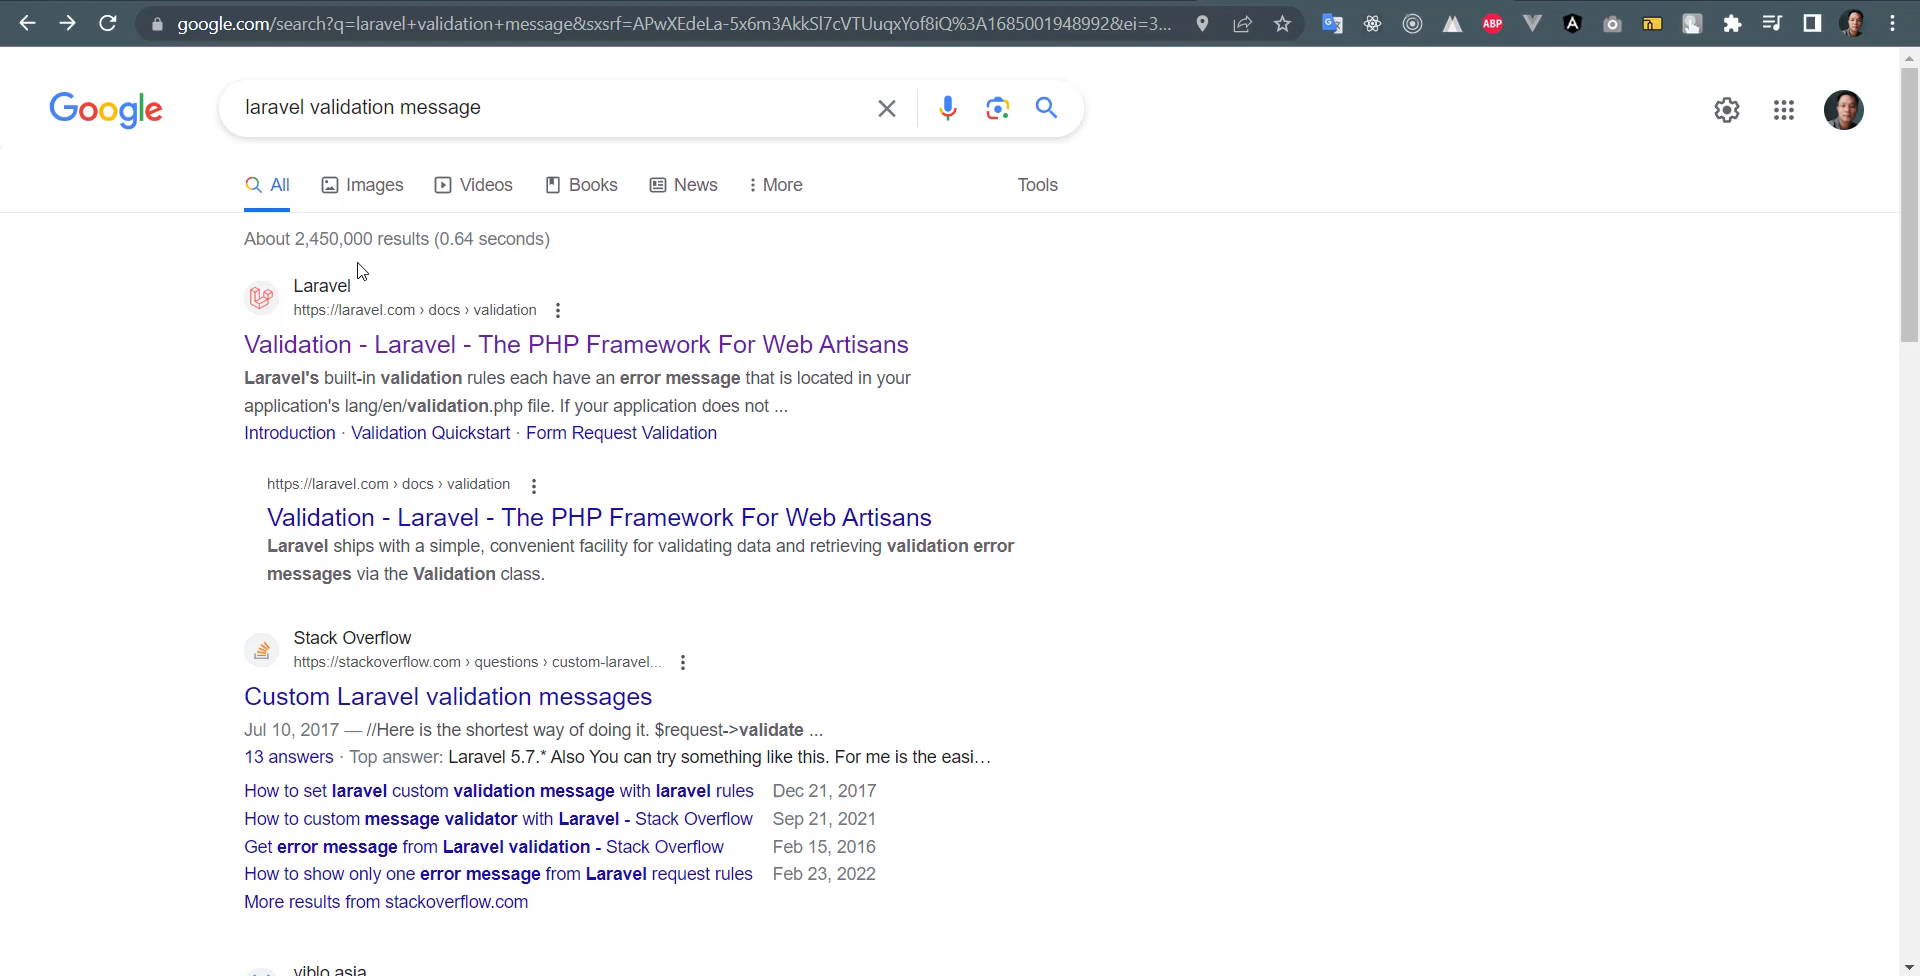 google.com/search?q=laravel+validation+message&sxsrf=APwXEdeLa-5x6m3AkkSl7cVTUuqxYof8iQ%3A1685001948992&ei=3...
ABP
Google
laravel validation message
All
Images
Videos
Books
News
More
Tools
About 2,450,000 results (0.64 seconds)
Laravel
https://laravel.com › docs › validation
Validation - Laravel - The PHP Framework For Web Artisans
Laravel's built-in validation rules each have an error message that is located in your
application's lang/en/validation.php file. If your application does not ...
Introduction · Validation Quickstart · Form Request Validation
https://laravel.com › docs › validation
Validation - Laravel - The PHP Framework For Web Artisans
Laravel ships with a simple, convenient facility for validating data and retrieving validation error
messages via the Validation class.
Stack Overflow
https://stackoverflow.com › questions › custom-laravel...
Custom Laravel validation messages
Jul 10, 2017 — //Here is the shortest way of doing it. $request->validate ...
13 answers · Top answer: Laravel 5.7.* Also You can try something like this. For me is the easi...
How to set laravel custom validation message with laravel rules Dec 21, 2017
How to custom message validator with Laravel - Stack Overflow Sep 21, 2021
Get error message from Laravel validation - Stack Overflow Feb 15, 2016
How to show only one error message from Laravel request rules Feb 23, 2022
More results from stackoverflow.com
viblo.asia